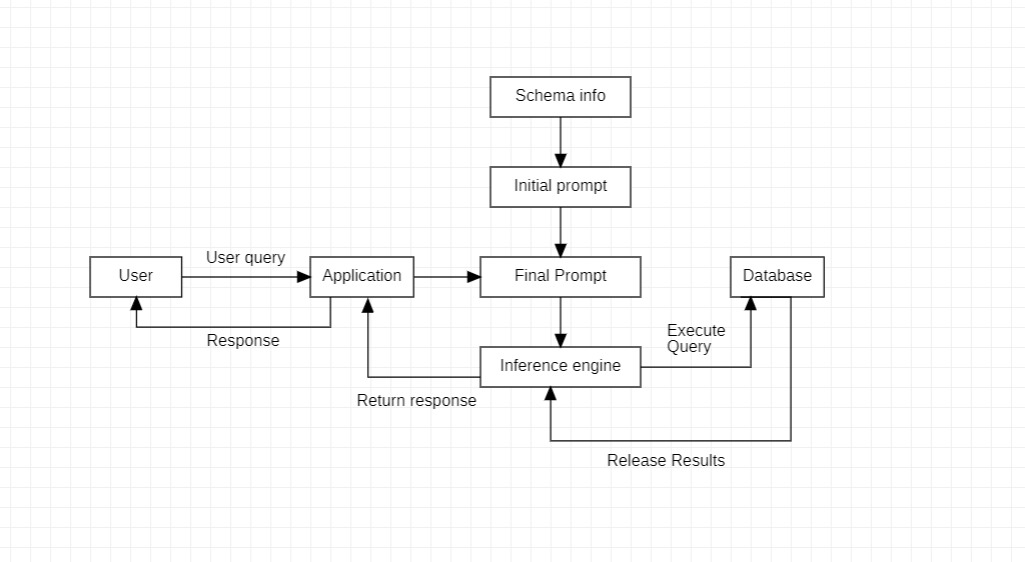 Schema info
Initial prompt
User query
User
Application
Final Prompt
Database
Response
Execute
Query
Inference engine
Return response
Release Results